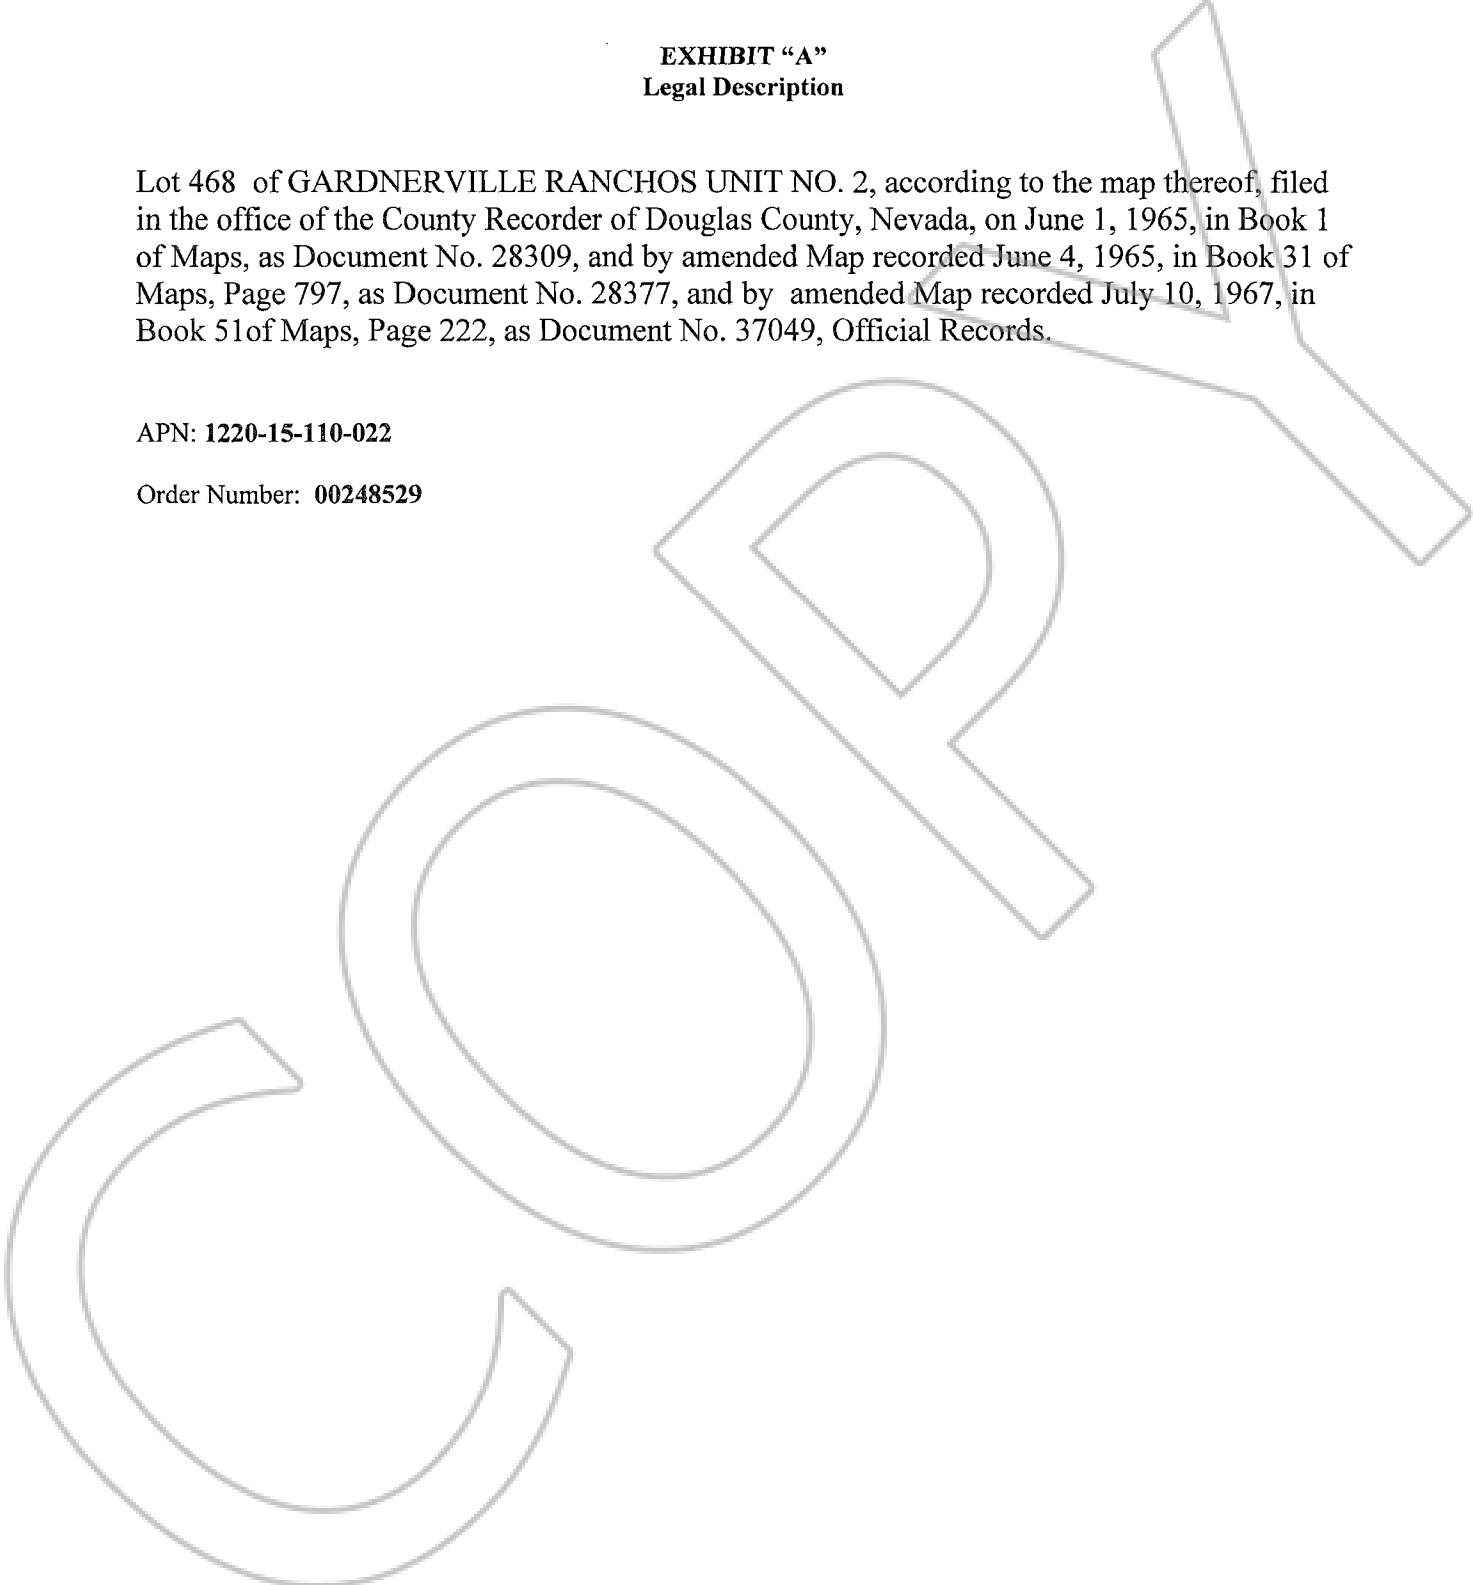 EXHIBIT “A”
Legal Description
Lot 468  of GARDNERVILLE RANCHOS UNIT NO. 2, according to the map thereof, filed
in the office of the County Recorder of Douglas County, Nevada, on June 1, 1965, in Book 1
of Maps, as Document No. 28309, and by amended Map recorded June 4, 1965, in Book 31 of
Maps, Page 797, as Document No. 28377, and by  amended Map recorded July 10, 1967, in
Book 51of Maps, Page 222, as Document No. 37049, Official Records.
APN: 1220-15-110-022
Order Number:  00248529
COPY